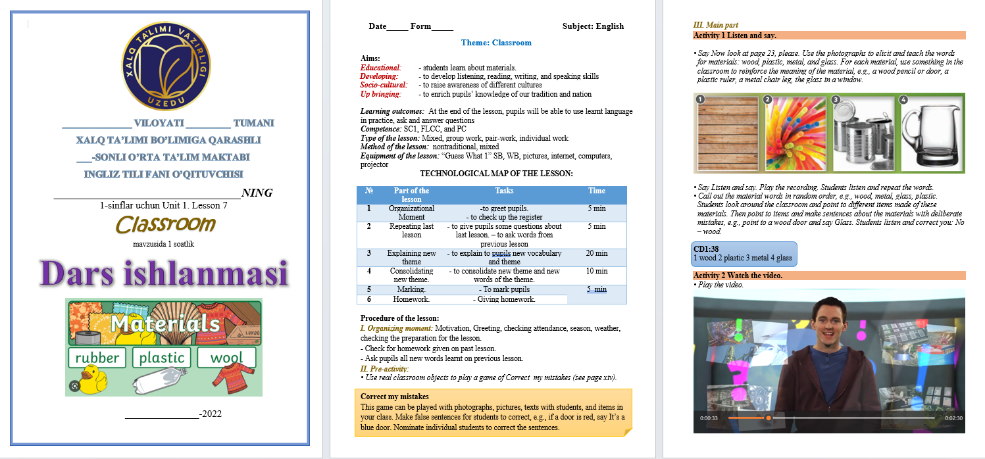 XALQ TA'LIMI VAZIRLIGI
UZEDU
____________ VILOYATI ________ TUMANI
XALQ TA'LIMI BO'LIMIGA QARASHLI
___-SONLI O'RTA TA'LIM MAKTABI
INGLIZ TILI FANI O'QITUVCHISI
________________________________NING
1-sinflar uchun Unit 1. Lesson 7
Classroom
mavzusida 1 soatlik
Dars ishlanmasi
Materials
rubber plastic wool
_______________-2022
Date_____ Form_____ Subject: English
Theme: Classroom
Aims:
Educational: - students learn about materials.
Developing: - to develop listening, reading, writing, and speaking skills
Socio-cultural: - to raise awareness of different cultures
Up bringing: - to enrich pupils' knowledge of our tradition and nation
Learning outcomes: At the end of the lesson, pupils will be able to use learnt language
in practice, ask and answer questions
Competence: SC1, FLCC, and PC
Type of the lesson: Mixed, group work, pair-work, individual work
Method of the lesson: nontraditional, mixed
Equipment of the lesson: "Guess What 1" SB, WB, pictures, internet, computers,
projector
TECHNOLOGICAL MAP OF THE LESSON:
№ Part of the lesson Tasks Time
1 Organizational Moment -to greet pupils. - to check up the register 5 min
2 Repeating last lesson - to give pupils some questions about last lesson. – to ask words from previous lesson 5 min
3 Explaining new theme - to explain to pupils new vocabulary and theme 20 min
4 Consolidating new theme. - to consolidate new theme and new words of the theme. 10 min
5 Marking. - To mark pupils 5 min
6 Homework. - Giving homework.
Procedure of the lesson:
I. Organizing moment: Motivation, Greeting, checking attendance, season, weather,
checking the preparation for the lesson.
- Check for homework given on past lesson.
- Ask pupils all new words learnt on previous lesson.
II. Pre-activity:
• Use real classroom objects to play a game of Correct my mistakes (see page xiv).
Correct my mistakes
This game can be played with photographs, pictures, texts with students, and items in
your class. Make false sentences for students to correct, e.g., if a door is red, say It's a
blue door. Nominate individual students to correct the sentences.
III. Main part
Activity 1 Listen and say.
• Say Now look at page 23, please. Use the photographs to elicit and teach the words
for materials: wood, plastic, metal, and glass. For each material, use something in the
classroom to reinforce the meaning of the material, e.g., a wood pencil or door, a
plastic ruler, a metal chair leg, the glass in a window.
1 2 3 4
• Say Listen and say. Play the recording. Students listen and repeat the words.
• Call out the material words in random order, e.g., wood, metal, glass, plastic.
Students look around the classroom and point to different items made of these
materials. Then point to items and make sentences about the materials with deliberate
mistakes, e.g., point to a wood door and say Glass. Students listen and correct you: No
– wood.
CD1:38
1 wood 2 plastic 3 metal 4 glass
Activity 2 Watch the video.
• Play the video.
0:00:33 0:02:30